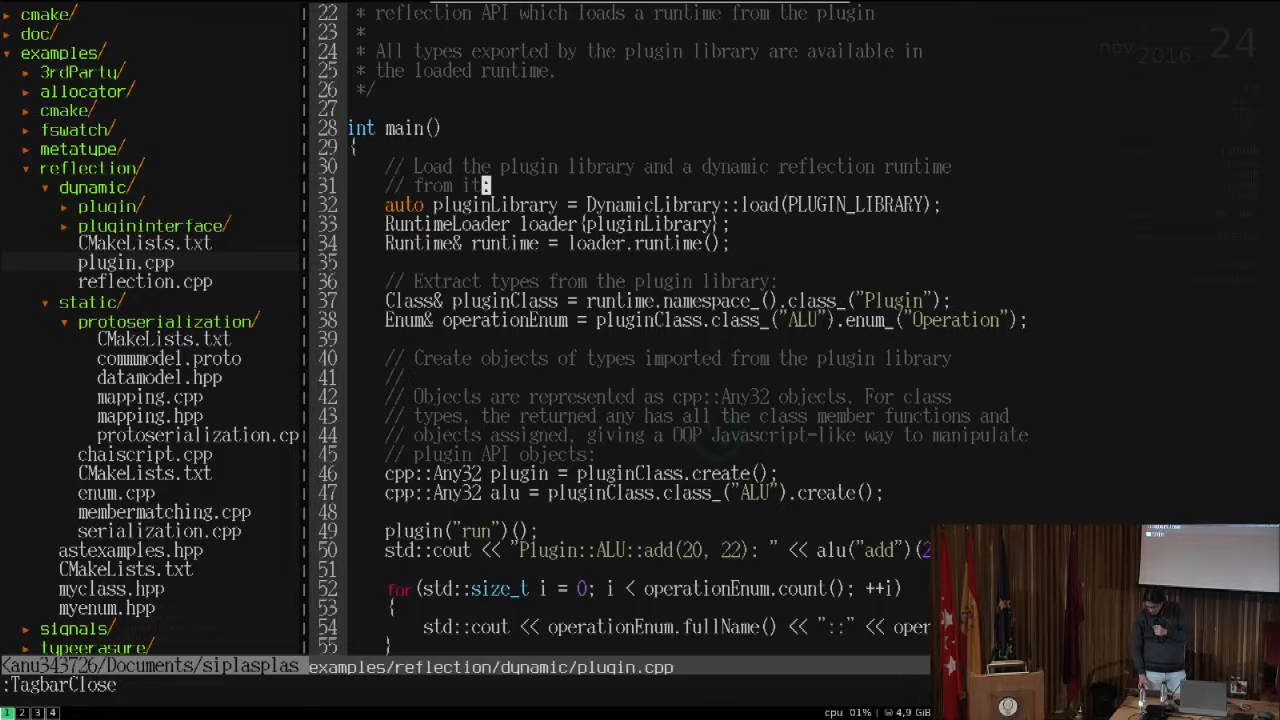 cmake/
doc/
examples/
3rdParty/
allocator/
cmake/
fswatch/
metatype/
reflection/
dynamic/
plugin/
plugininterface/
CMakeLists.txt
plugin.cpp
reflection.cpp
static/
protoserialization/
CMakeLists.txt
commmodel.proto
datamodel.hpp
mapping.cpp
mapping.hpp
protoserialization.cp
chaiscript.cpp
CMakeLists.txt
enum.cpp
membermatching.cpp
serialization.cpp
astexamples.hpp
CMakeLists.txt
myclass.hpp
myenum.hpp
signals/
typeerasure/
<anu343726/Documents/siplasplas
:TagbarClose
22 * reflection API which loads a runtime from the plugin
23 *
24 * All types exported by the plugin library are available in
25 * the loaded runtime.
26 */
27
28 int main()
29 {
30 // Load the plugin library and a dynamic reflection runtime
31 // from it:
32 auto pluginLibrary = DynamicLibrary::load(PLUGIN_LIBRARY);
33 RuntimeLoader loader{pluginLibrary};
34 Runtime& runtime = loader.runtime();
35
36 // Extract types from the plugin library:
37 Class& pluginClass = runtime.namespace_().class_("Plugin");
38 Enum& operationEnum = pluginClass.class_("ALU").enum_("Operation");
39
40 // Create objects of types imported from the plugin library
41 //
42 // Objects are represented as cpp::Any32 objects. For class
43 // types, the returned any has all the class member functions and
44 // objects assigned, giving a OOP Javascript-like way to manipulate
45 // plugin API objects:
46 cpp::Any32 plugin = pluginClass.create();
47 cpp::Any32 alu = pluginClass.class_("ALU").create();
48
49 plugin("run")();
50 std::cout << "Plugin::ALU::add(20, 22): " << alu("add")(2
51
52 for(std::size_t i = 0; i < operationEnum.count(); ++i)
53 {
54 std::cout << operationEnum.fullName() << "::" << oper
55 }
examples/reflection/dynamic/plugin.cpp
nov 2016 24
1 2 3 4
cpu 01% 4,9 GiB